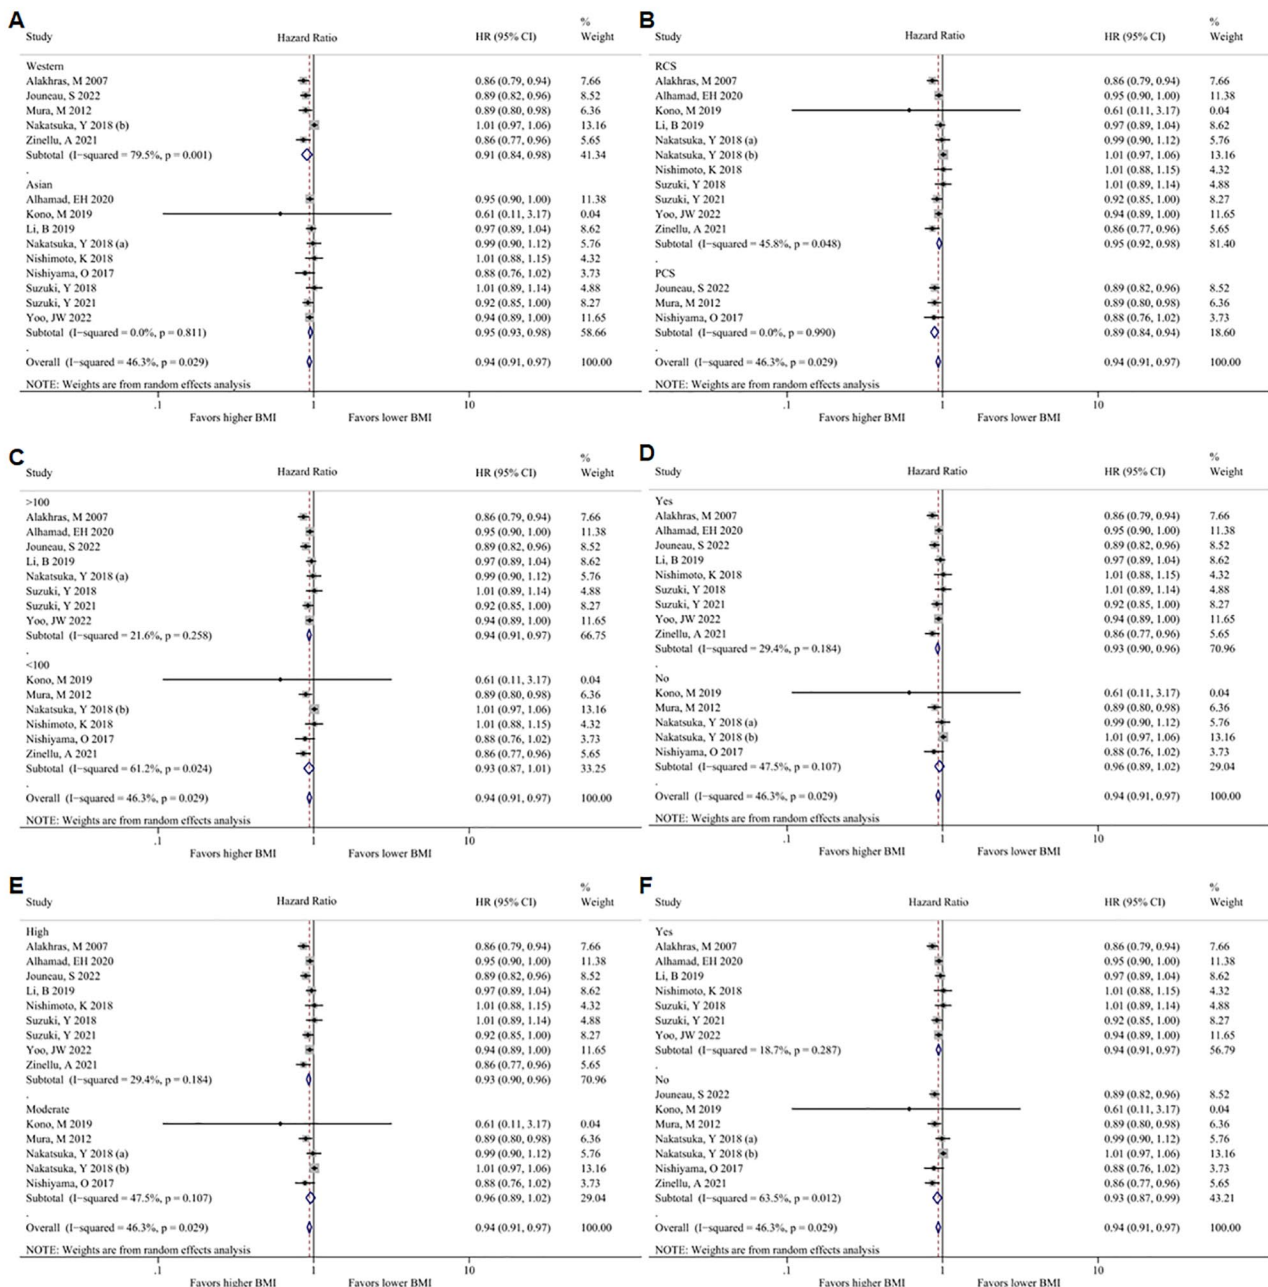 A
%
Study Hazard Ratio HR (95% CI) Weight
Western
Alakhras, M 2007 0.86 (0.79, 0.94) 7.66
Jouneau, S 2022 0.89 (0.82, 0.96) 8.52
Mura, M 2012 0.89 (0.80, 0.98) 6.36
Nakatsuka, Y 2018 (b) 1.01 (0.97, 1.06) 13.16
Zinellu, A 2021 0.86 (0.77, 0.96) 5.65
Subtotal (I-squared = 79.5%, p = 0.001) 0.91 (0.84, 0.98) 41.34
.
Asian
Alhamad, EH 2020 0.95 (0.90, 1.00) 11.38
Kono, M 2019 0.61 (0.11, 3.17) 0.04
Li, B 2019 0.97 (0.89, 1.04) 8.62
Nakatsuka, Y 2018 (a) 0.99 (0.90, 1.12) 5.76
Nishimoto, K 2018 1.01 (0.88, 1.15) 4.32
Nishiyama, O 2017 0.88 (0.76, 1.02) 3.73
Suzuki, Y 2018 1.01 (0.89, 1.14) 4.88
Suzuki, Y 2021 0.92 (0.85, 1.00) 8.27
Yoo, JW 2022 0.94 (0.89, 1.00) 11.65
Subtotal (I-squared = 0.0%, p = 0.811) 0.95 (0.93, 0.98) 58.66
.
Overall (I-squared = 46.3%, p = 0.029) 0.94 (0.91, 0.97) 100.00
NOTE: Weights are from random effects analysis
.1 1 10
Favors higher BMI Favors lower BMI
B
%
Study Hazard Ratio HR (95% CI) Weight
RCS
Alakhras, M 2007 0.86 (0.79, 0.94) 7.66
Alhamad, EH 2020 0.95 (0.90, 1.00) 11.38
Kono, M 2019 0.61 (0.11, 3.17) 0.04
Li, B 2019 0.97 (0.89, 1.04) 8.62
Nakatsuka, Y 2018 (a) 0.99 (0.90, 1.12) 5.76
Nakatsuka, Y 2018 (b) 1.01 (0.97, 1.06) 13.16
Nishimoto, K 2018 1.01 (0.88, 1.15) 4.32
Suzuki, Y 2018 1.01 (0.89, 1.14) 4.88
Suzuki, Y 2021 0.92 (0.85, 1.00) 8.27
Yoo, JW 2022 0.94 (0.89, 1.00) 11.65
Zinellu, A 2021 0.86 (0.77, 0.96) 5.65
Subtotal (I-squared = 45.8%, p = 0.048) 0.95 (0.92, 0.98) 81.40
.
PCS
Jouneau, S 2022 0.89 (0.82, 0.96) 8.52
Mura, M 2012 0.89 (0.80, 0.98) 6.36
Nishiyama, O 2017 0.88 (0.76, 1.02) 3.73
Subtotal (I-squared = 0.0%, p = 0.990) 0.89 (0.84, 0.94) 18.60
.
Overall (I-squared = 46.3%, p = 0.029) 0.94 (0.91, 0.97) 100.00
NOTE: Weights are from random effects analysis
.1 1 10
Favors higher BMI Favors lower BMI
C
%
Study Hazard Ratio HR (95% CI) Weight
>100
Alakhras, M 2007 0.86 (0.79, 0.94) 7.66
Alhamad, EH 2020 0.95 (0.90, 1.00) 11.38
Jouneau, S 2022 0.89 (0.82, 0.96) 8.52
Li, B 2019 0.97 (0.89, 1.04) 8.62
Nakatsuka, Y 2018 (a) 0.99 (0.90, 1.12) 5.76
Suzuki, Y 2018 1.01 (0.89, 1.14) 4.88
Suzuki, Y 2021 0.92 (0.85, 1.00) 8.27
Yoo, JW 2022 0.94 (0.89, 1.00) 11.65
Subtotal (I-squared = 21.6%, p = 0.258) 0.94 (0.91, 0.97) 66.75
.
<100
Kono, M 2019 0.61 (0.11, 3.17) 0.04
Mura, M 2012 0.89 (0.80, 0.98) 6.36
Nakatsuka, Y 2018 (b) 1.01 (0.97, 1.06) 13.16
Nishimoto, K 2018 1.01 (0.88, 1.15) 4.32
Nishiyama, O 2017 0.88 (0.76, 1.02) 3.73
Zinellu, A 2021 0.86 (0.77, 0.96) 5.65
Subtotal (I-squared = 61.2%, p = 0.024) 0.93 (0.87, 1.01) 33.25
.
Overall (I-squared = 46.3%, p = 0.029) 0.94 (0.91, 0.97) 100.00
NOTE: Weights are from random effects analysis
.1 1 10
Favors higher BMI Favors lower BMI
D
%
Study Hazard Ratio HR (95% CI) Weight
Yes
Alakhras, M 2007 0.86 (0.79, 0.94) 7.66
Alhamad, EH 2020 0.95 (0.90, 1.00) 11.38
Jouneau, S 2022 0.89 (0.82, 0.96) 8.52
Li, B 2019 0.97 (0.89, 1.04) 8.62
Nishimoto, K 2018 1.01 (0.88, 1.15) 4.32
Suzuki, Y 2018 1.01 (0.89, 1.14) 4.88
Suzuki, Y 2021 0.92 (0.85, 1.00) 8.27
Yoo, JW 2022 0.94 (0.89, 1.00) 11.65
Zinellu, A 2021 0.86 (0.77, 0.96) 5.65
Subtotal (I-squared = 29.4%, p = 0.184) 0.93 (0.90, 0.96) 70.96
.
No
Kono, M 2019 0.61 (0.11, 3.17) 0.04
Mura, M 2012 0.89 (0.80, 0.98) 6.36
Nakatsuka, Y 2018 (a) 0.99 (0.90, 1.12) 5.76
Nakatsuka, Y 2018 (b) 1.01 (0.97, 1.06) 13.16
Nishiyama, O 2017 0.88 (0.76, 1.02) 3.73
Subtotal (I-squared = 47.5%, p = 0.107) 0.96 (0.89, 1.02) 29.04
.
Overall (I-squared = 46.3%, p = 0.029) 0.94 (0.91, 0.97) 100.00
NOTE: Weights are from random effects analysis
.1 1 10
Favors higher BMI Favors lower BMI
E
%
Study Hazard Ratio HR (95% CI) Weight
High
Alakhras, M 2007 0.86 (0.79, 0.94) 7.66
Alhamad, EH 2020 0.95 (0.90, 1.00) 11.38
Jouneau, S 2022 0.89 (0.82, 0.96) 8.52
Li, B 2019 0.97 (0.89, 1.04) 8.62
Nishimoto, K 2018 1.01 (0.88, 1.15) 4.32
Suzuki, Y 2018 1.01 (0.89, 1.14) 4.88
Suzuki, Y 2021 0.92 (0.85, 1.00) 8.27
Yoo, JW 2022 0.94 (0.89, 1.00) 11.65
Zinellu, A 2021 0.86 (0.77, 0.96) 5.65
Subtotal (I-squared = 29.4%, p = 0.184) 0.93 (0.90, 0.96) 70.96
.
Moderate
Kono, M 2019 0.61 (0.11, 3.17) 0.04
Mura, M 2012 0.89 (0.80, 0.98) 6.36
Nakatsuka, Y 2018 (a) 0.99 (0.90, 1.12) 5.76
Nakatsuka, Y 2018 (b) 1.01 (0.97, 1.06) 13.16
Nishiyama, O 2017 0.88 (0.76, 1.02) 3.73
Subtotal (I-squared = 47.5%, p = 0.107) 0.96 (0.89, 1.02) 29.04
.
Overall (I-squared = 46.3%, p = 0.029) 0.94 (0.91, 0.97) 100.00
NOTE: Weights are from random effects analysis
.1 1 10
Favors higher BMI Favors lower BMI
F
%
Study Hazard Ratio HR (95% CI) Weight
Yes
Alakhras, M 2007 0.86 (0.79, 0.94) 7.66
Alhamad, EH 2020 0.95 (0.90, 1.00) 11.38
Li, B 2019 0.97 (0.89, 1.04) 8.62
Nishimoto, K 2018 1.01 (0.88, 1.15) 4.32
Suzuki, Y 2018 1.01 (0.89, 1.14) 4.88
Suzuki, Y 2021 0.92 (0.85, 1.00) 8.27
Yoo, JW 2022 0.94 (0.89, 1.00) 11.65
Subtotal (I-squared = 18.7%, p = 0.287) 0.94 (0.91, 0.97) 56.79
.
No
Jouneau, S 2022 0.89 (0.82, 0.96) 8.52
Kono, M 2019 0.61 (0.11, 3.17) 0.04
Mura, M 2012 0.89 (0.80, 0.98) 6.36
Nakatsuka, Y 2018 (a) 0.99 (0.90, 1.12) 5.76
Nakatsuka, Y 2018 (b) 1.01 (0.97, 1.06) 13.16
Nishiyama, O 2017 0.88 (0.76, 1.02) 3.73
Zinellu, A 2021 0.86 (0.77, 0.96) 5.65
Subtotal (I-squared = 63.5%, p = 0.012) 0.93 (0.87, 0.99) 43.21
.
Overall (I-squared = 46.3%, p = 0.029) 0.94 (0.91, 0.97) 100.00
NOTE: Weights are from random effects analysis
.1 1 10
Favors higher BMI Favors lower BMI